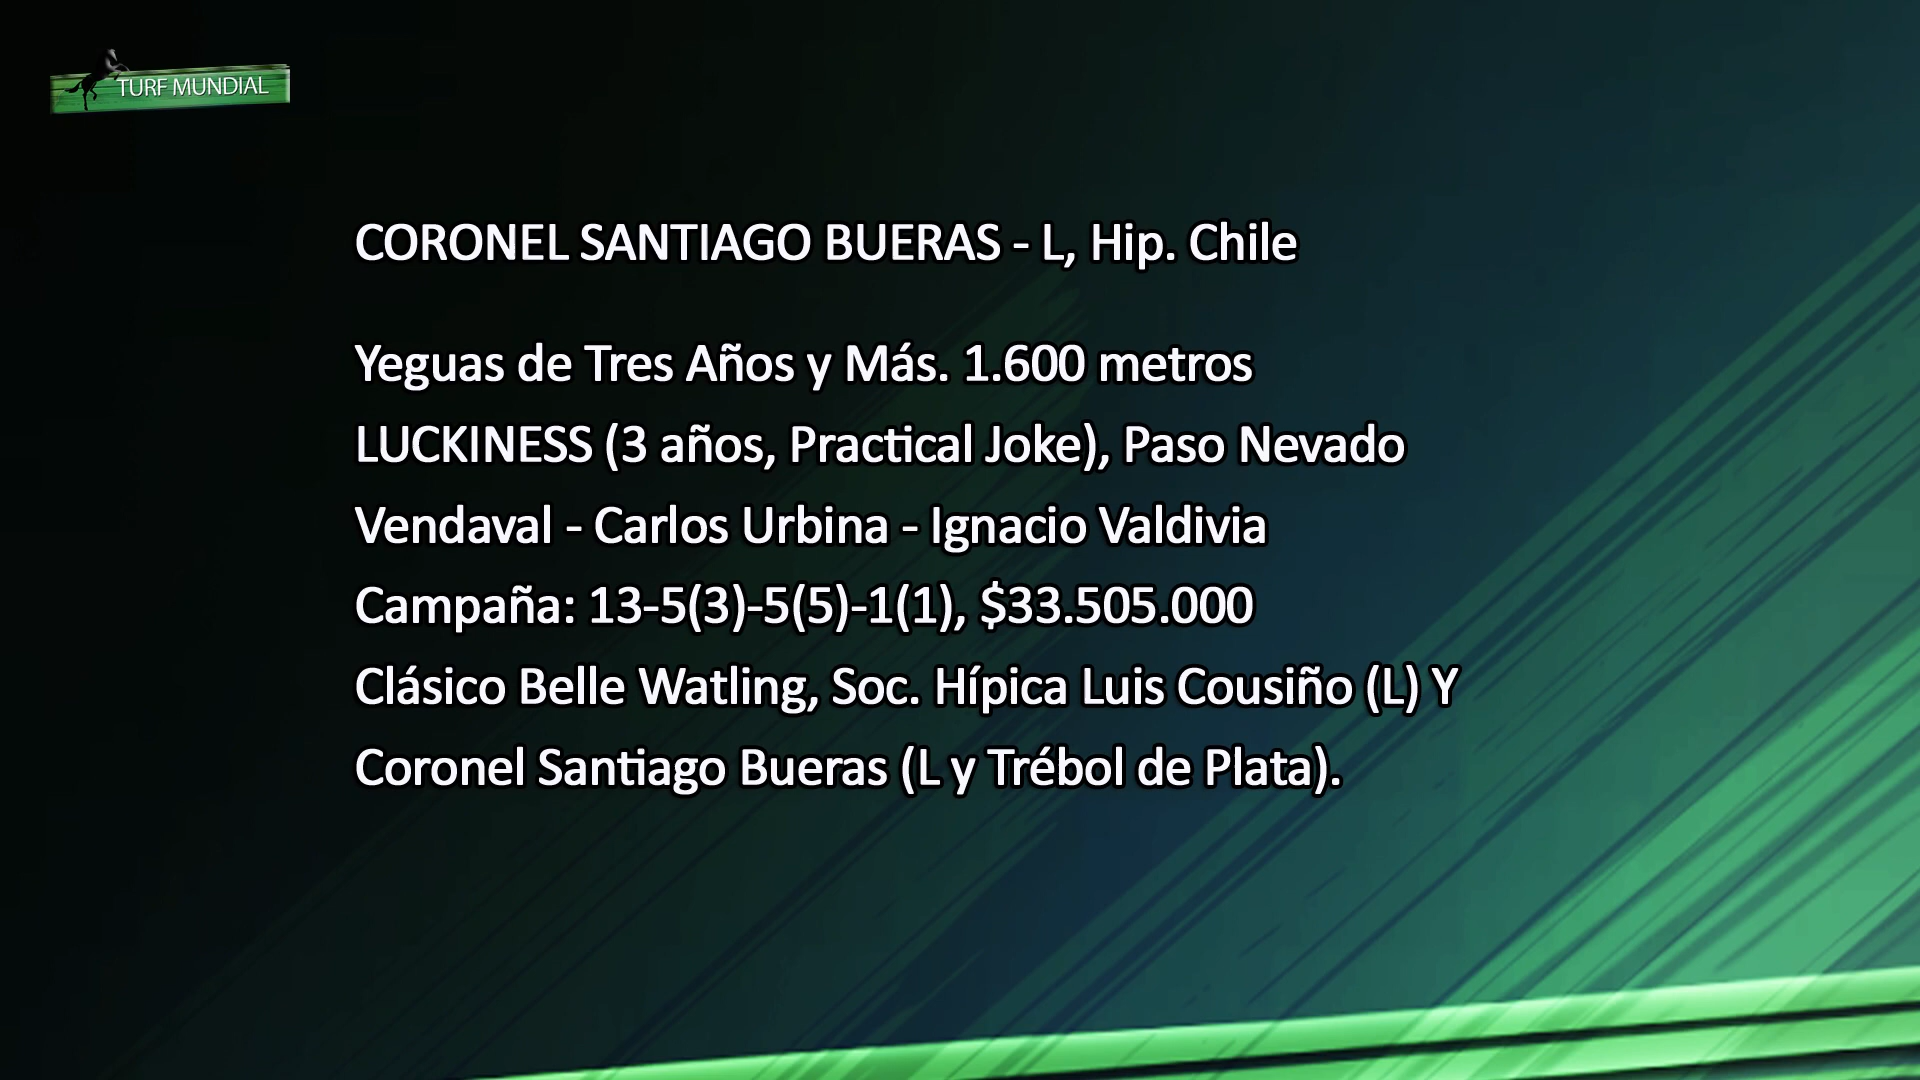 TURF MUNDIAL
CORONEL SANTIAGO BUERAS - L, Hip. Chile
Yeguas de Tres Años y Más. 1.600 metros
LUCKINESS (3 años, Practical Joke), Paso Nevado
Vendaval - Carlos Urbina - Ignacio Valdivia
Campaña: 13-5(3)-5(5)-1(1), $33.505.000
Clásico Belle Watling, Soc. Hípica Luis Cousiño (L) Y
Coronel Santiago Bueras (L y Trébol de Plata).